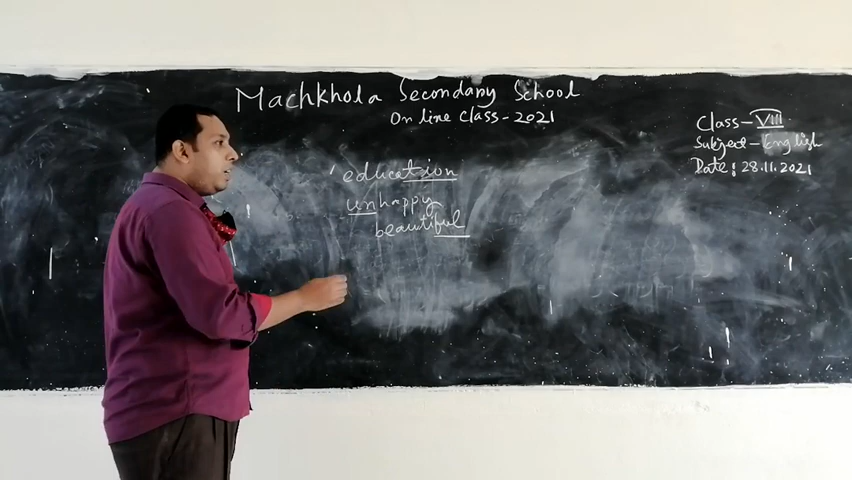 Machkhola Secondary School
On line class - 2021
Class - VIII
Subject - English
Date : 28.11.2021
education
unhappy
beautiful